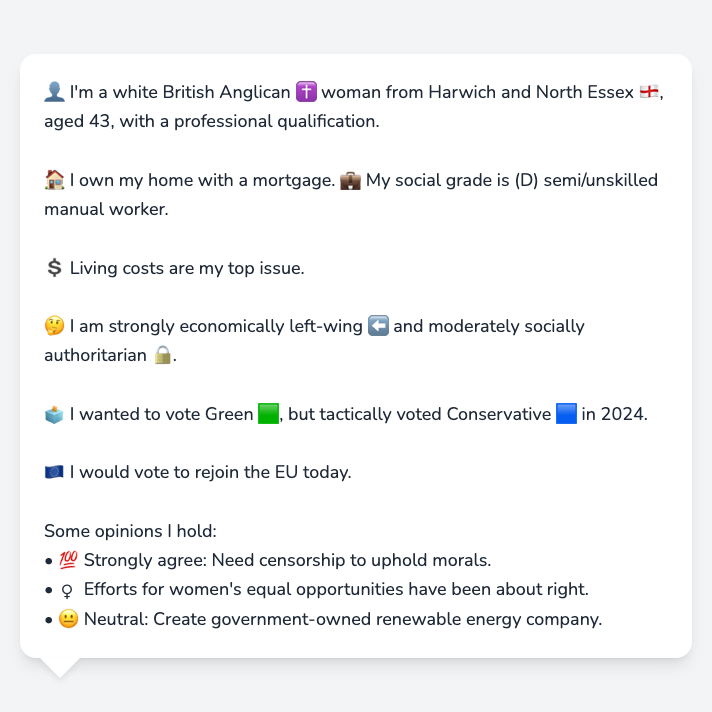 👤 I'm a white British Anglican ✝️ woman from Harwich and North Essex 🏴󠁧󠁢󠁥󠁮󠁧󠁿,
aged 43, with a professional qualification.
🏠 I own my home with a mortgage. 💼 My social grade is (D) semi/unskilled
manual worker.
💲 Living costs are my top issue.
🤔 I am strongly economically left-wing ⬅️ and moderately socially
authoritarian 🔒.
🗳️ I wanted to vote Green 🟩, but tactically voted Conservative 🟦 in 2024.
🇪🇺 I would vote to rejoin the EU today.
Some opinions I hold:
• 💯 Strongly agree: Need censorship to uphold morals.
• ♀️ Efforts for women's equal opportunities have been about right.
• 😐 Neutral: Create government-owned renewable energy company.